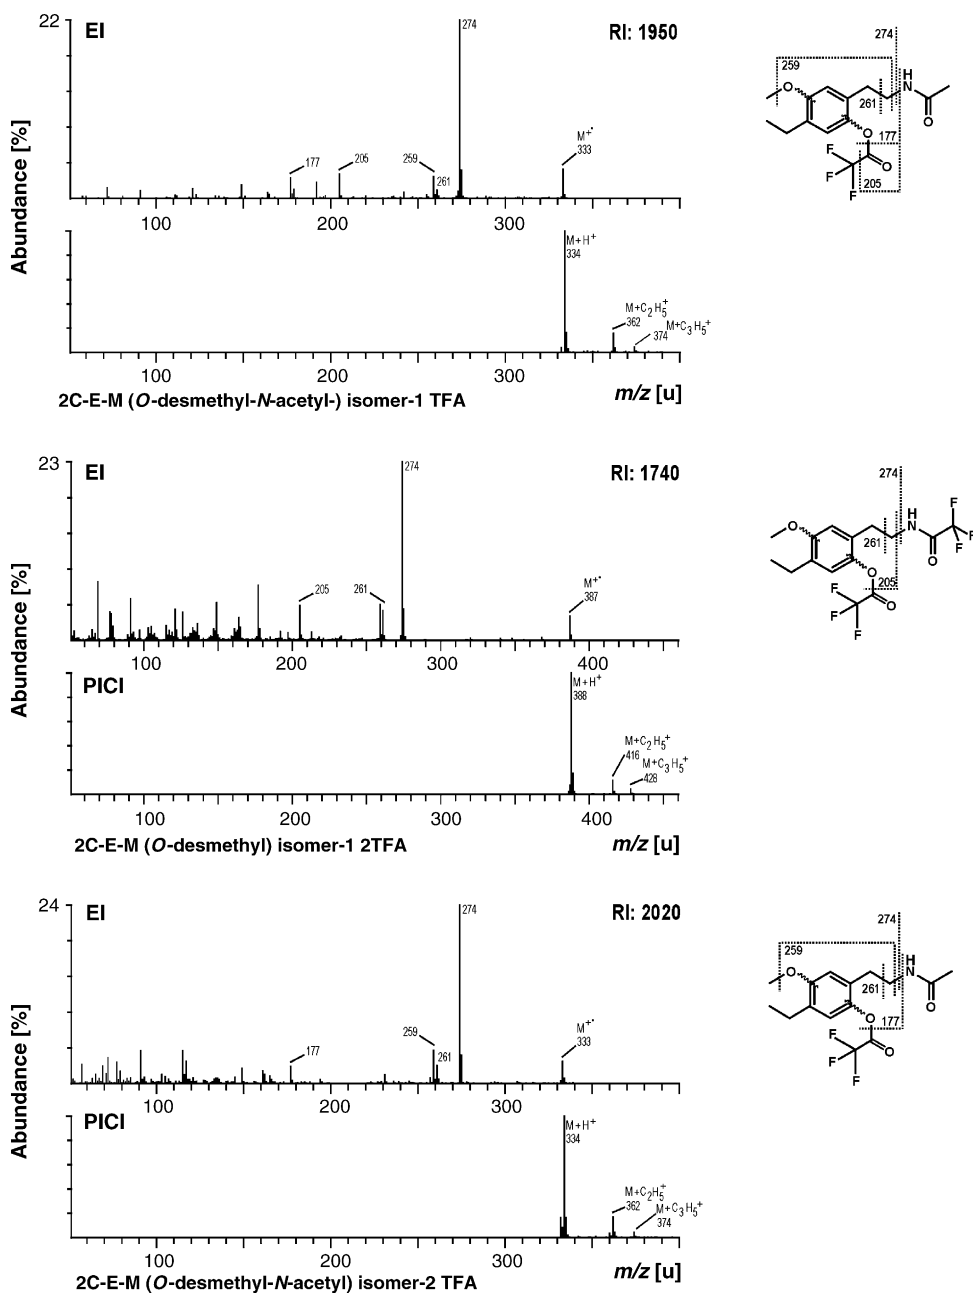 22
EI
RI: 1950
274
M+•
333
177
205
259
261
100
200
300
Abundance [%]
M+H+
334
M+C2H5+
362
M+C3H5+
374
100
200
300
m/z [u]
2C-E-M (O-desmethyl-N-acetyl-) isomer-1 TFA
274
259
O
H
N
261
O
O
177
O
F
F
F
205
23
EI
RI: 1740
274
205
261
M+•
387
100
200
300
400
Abundance [%]
PICI
M+H+
388
M+C2H5+
416
M+C3H5+
428
100
200
300
400
m/z [u]
2C-E-M (O-desmethyl) isomer-1 2TFA
274
F
F
F
H
N
O
O
261
O
205
O
F
F
F
24
EI
RI: 2020
274
177
259
261
M+•
333
100
200
300
Abundance [%]
PICI
M+H+
334
M+C2H5+
362
M+C3H5+
374
100
200
300
m/z [u]
2C-E-M (O-desmethyl-N-acetyl) isomer-2 TFA
274
259
O
H
N
261
O
O
177
O
F
F
F